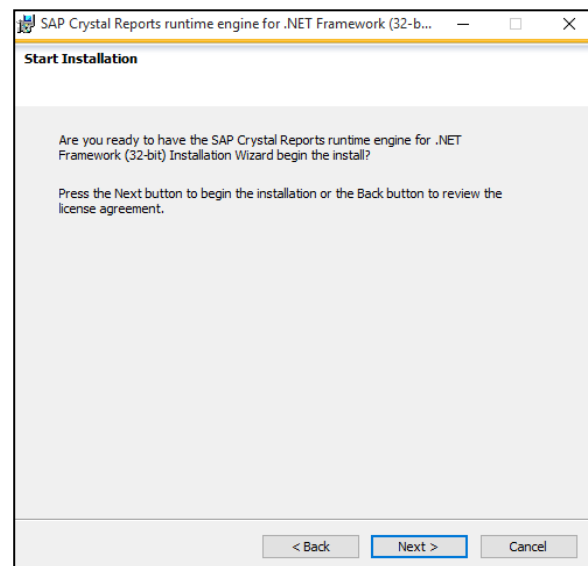 SAP Crystal Reports runtime engine for .NET Framework (32-b...
Start Installation
Are you ready to have the SAP Crystal Reports runtime engine for .NET
Framework (32-bit) Installation Wizard begin the install?
Press the Next button to begin the installation or the Back button to review the
license agreement.
< Back Next > Cancel